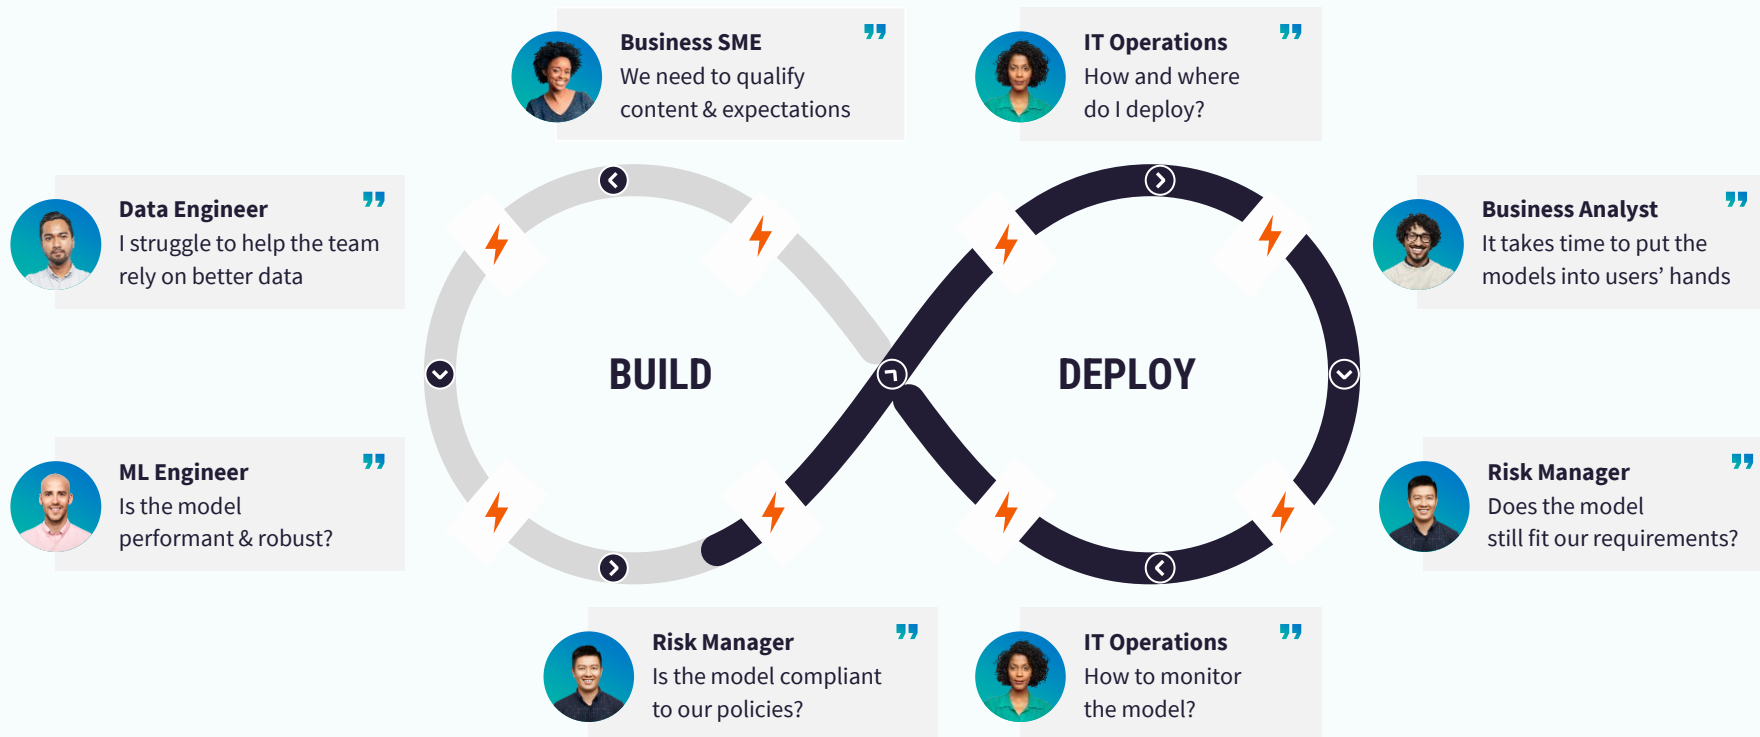 Business SME
We need to qualify
content & expectations
IT Operations
How and where
do I deploy?
Data Engineer
I struggle to help the team
rely on better data
Business Analyst
It takes time to put the
models into users’ hands
BUILD
DEPLOY
ML Engineer
Is the model
performant & robust?
Risk Manager
Does the model
still fit our requirements?
Risk Manager
Is the model compliant
to our policies?
IT Operations
How to monitor
the model?